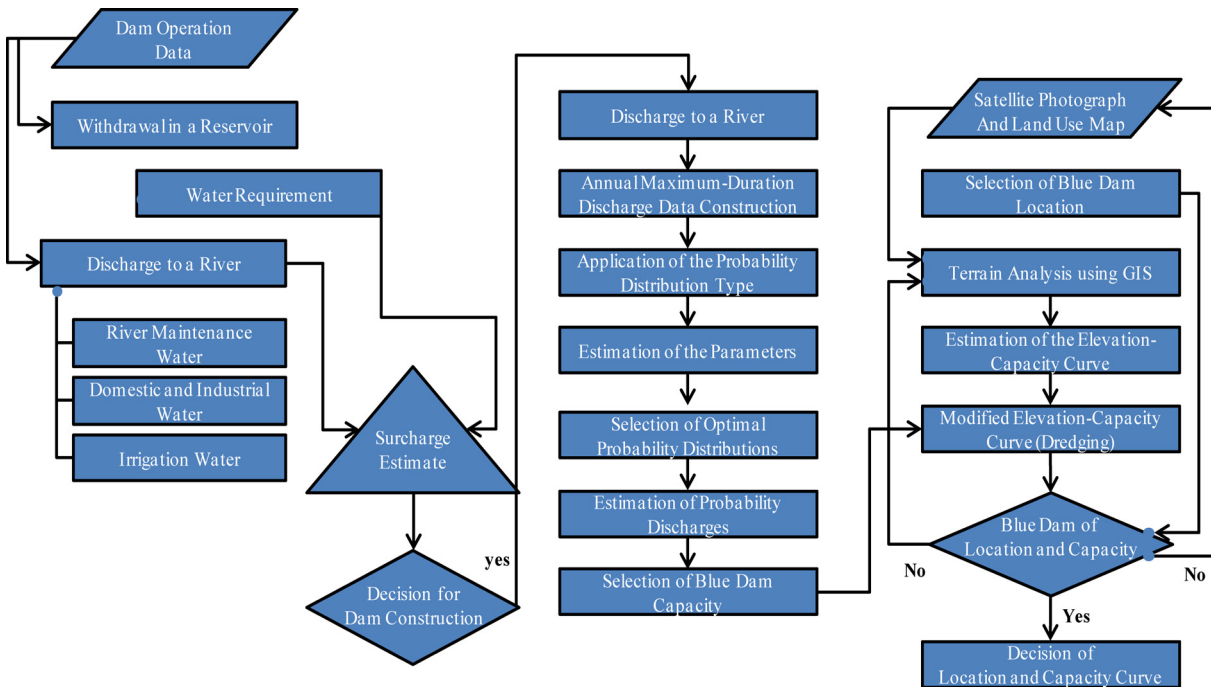 Dam Operation
Data
Withdrawal in a Reservoir
Water Requirement
Discharge to a River
River Maintenance
Water
Domestic and Industrial
Water
Irrigation Water
Surcharge
Estimate
yes
Decision for
Dam Construction
Discharge to a River
Annual Maximum-Duration
Discharge Data Construction
Application of the Probability
Distribution Type
Estimation of the Parameters
Selection of Optimal
Probability Distributions
Estimation of Probability
Discharges
Selection of Blue Dam
Capacity
Satellite Photograph
And Land Use Map
Selection of Blue Dam
Location
Terrain Analysis using GIS
Estimation of the Elevation-
Capacity Curve
Modified Elevation-Capacity
Curve (Dredging)
Blue Dam of
Location and Capacity
No
No
Yes
Decision of
Location and Capacity Curve